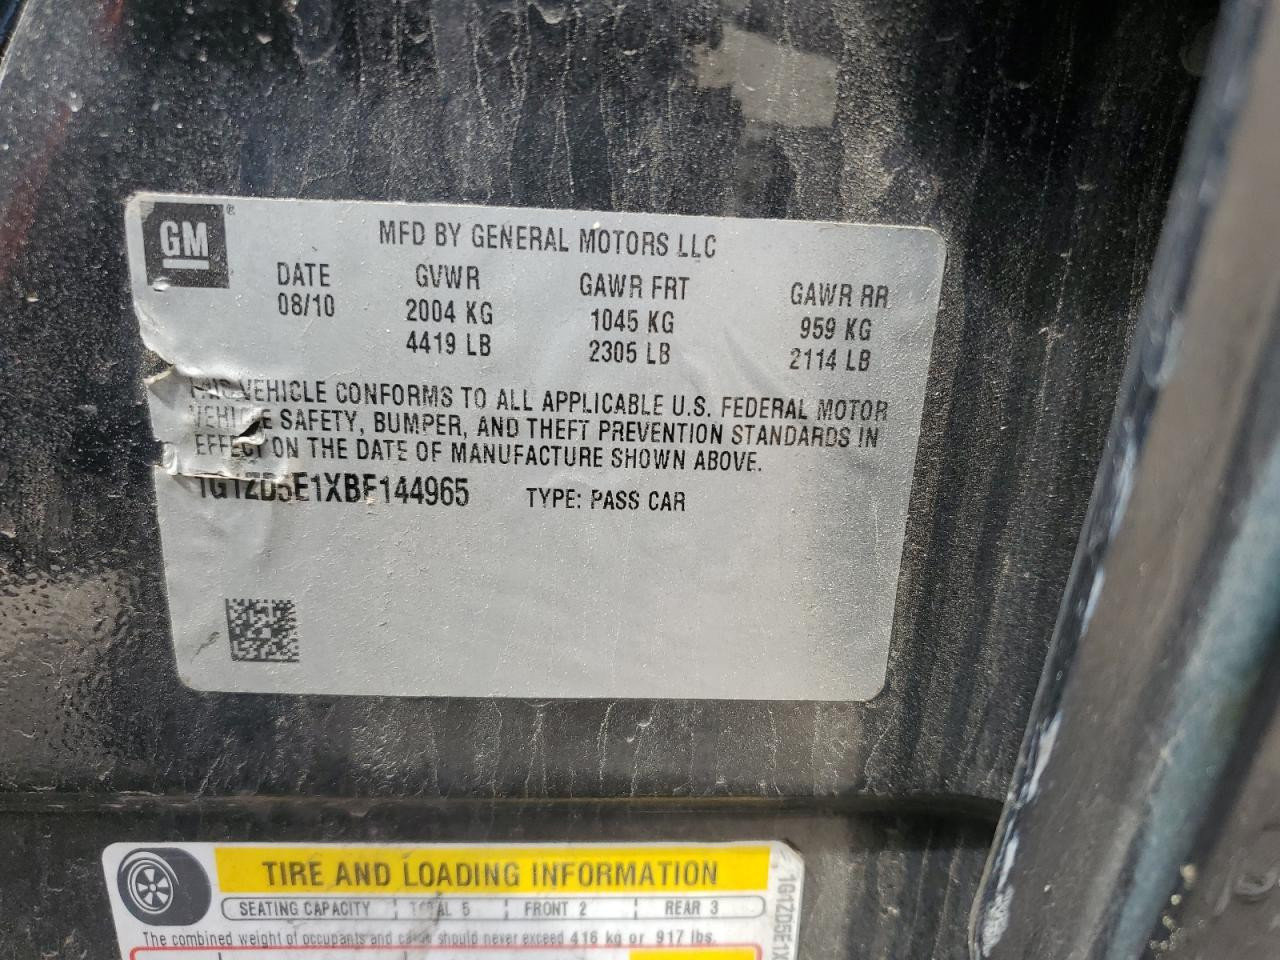 GM ®
MFD BY GENERAL MOTORS LLC
DATE GVWR GAWR FRT GAWR RR
08/10 2004 KG 1045 KG 959 KG
4419 LB 2305 LB 2114 LB
THIS VEHICLE CONFORMS TO ALL APPLICABLE U.S. FEDERAL MOTOR
VEHICLE SAFETY, BUMPER, AND THEFT PREVENTION STANDARDS IN
EFFECT ON THE DATE OF MANUFACTURE SHOWN ABOVE.
1G1ZD5E1XBF144965 TYPE: PASS CAR
TIRE AND LOADING INFORMATION
SEATING CAPACITY TOTAL 5 FRONT 2 REAR 3
The combined weight of occupants and cargo should never exceed 416 kg or 917 lbs.
1G1ZD5E1X